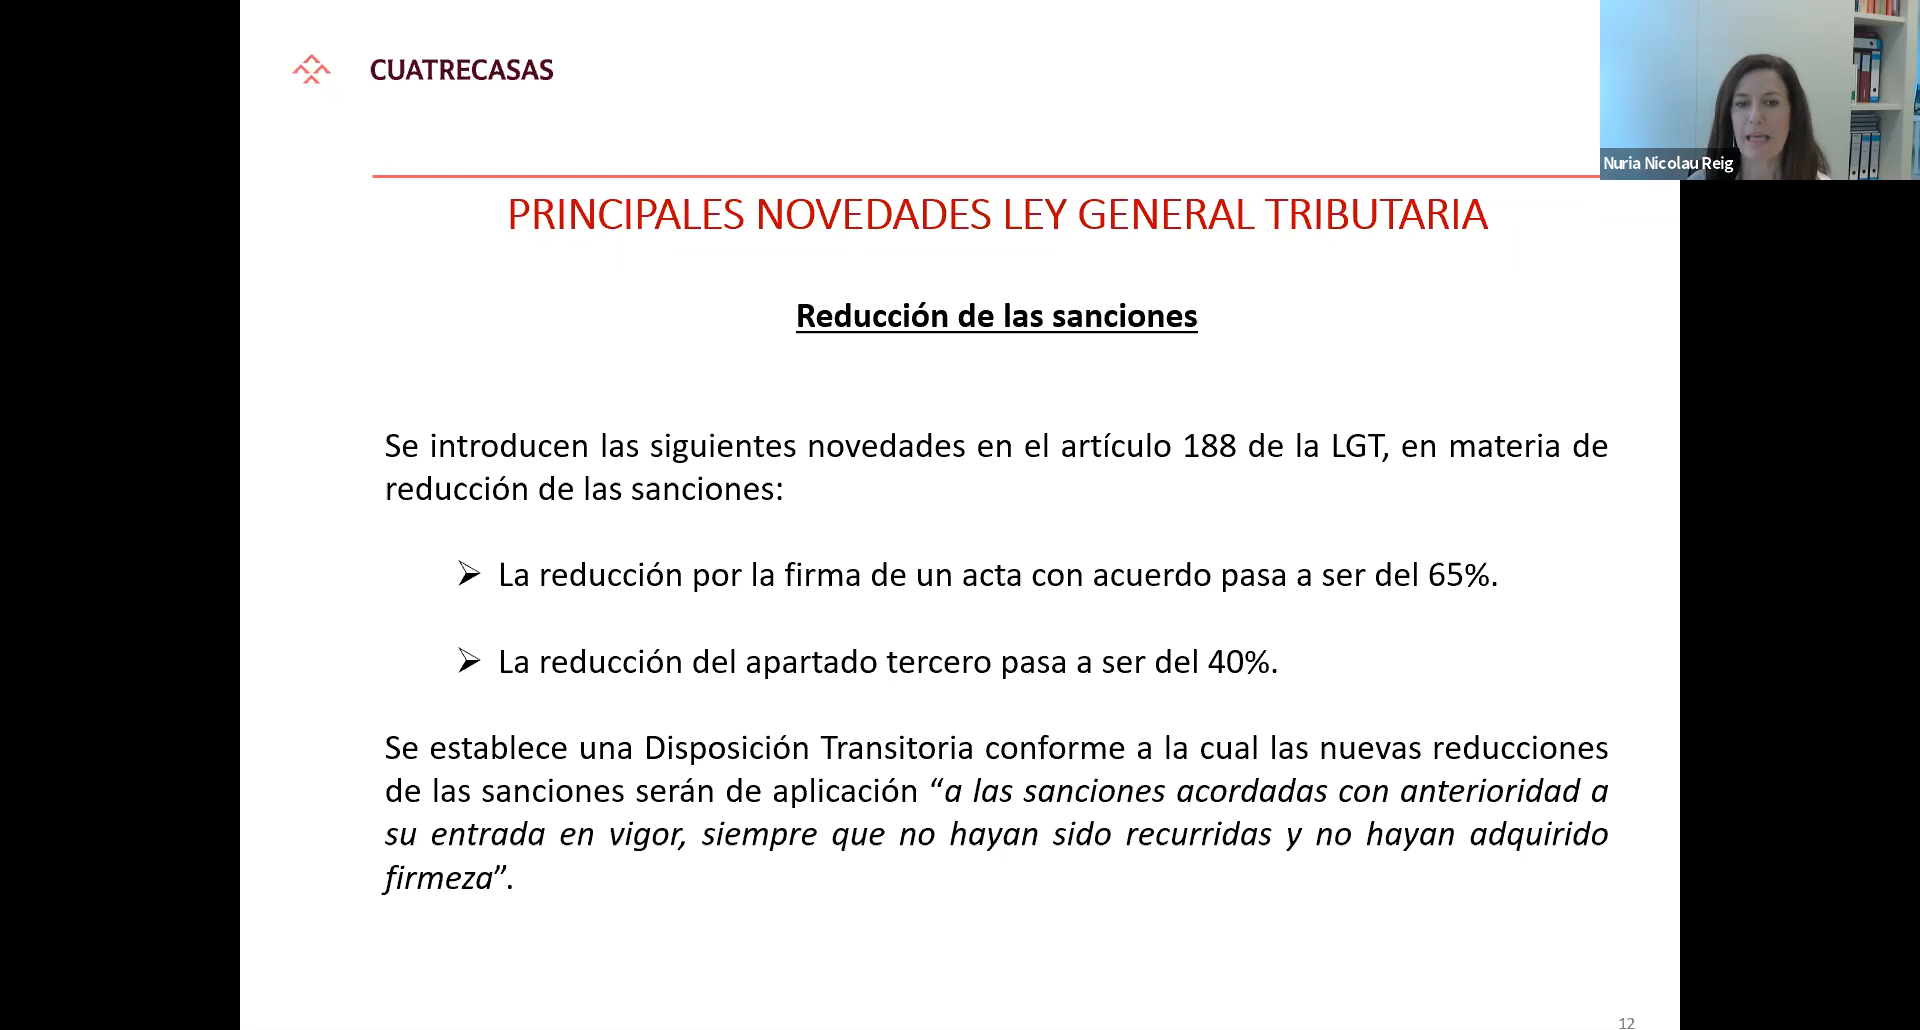 CUATRECASAS
Nuria Nicolau Reig
PRINCIPALES NOVEDADES LEY GENERAL TRIBUTARIA
Reducción de las sanciones
Se introducen las siguientes novedades en el artículo 188 de la LGT, en materia de
reducción de las sanciones:
➢ La reducción por la firma de un acta con acuerdo pasa a ser del 65%.
➢ La reducción del apartado tercero pasa a ser del 40%.
Se establece una Disposición Transitoria conforme a la cual las nuevas reducciones
de las sanciones serán de aplicación “a las sanciones acordadas con anterioridad a
su entrada en vigor, siempre que no hayan sido recurridas y no hayan adquirido
firmeza”.
12